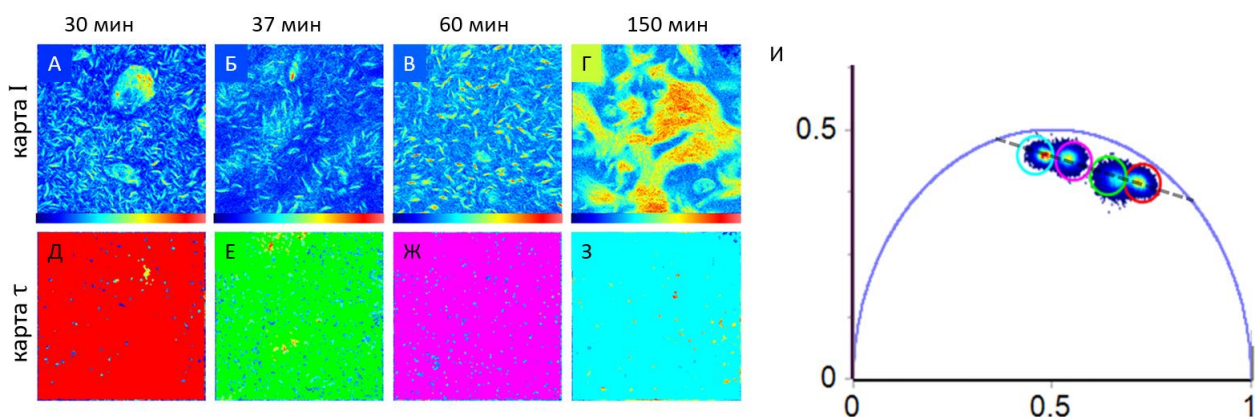 30 мин 37 мин 60 мин 150 мин
карта I
А Б В Г
карта τ
Д Е Ж З
И
0.5
0
0 0.5 1